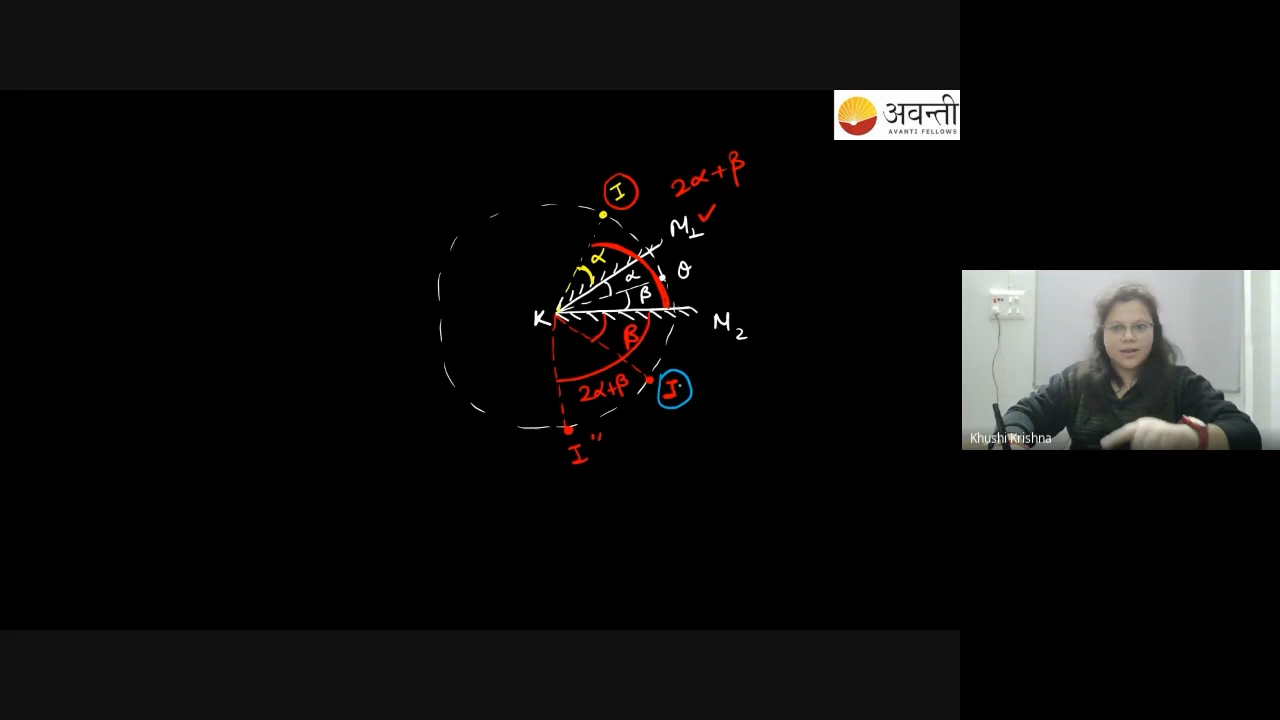 अवन्ती
AVANTI FELLOWS
2α+β
I
M1
α
α
θ
β
K
M2
β
2α+β
I'
I"
Khushi Krishna